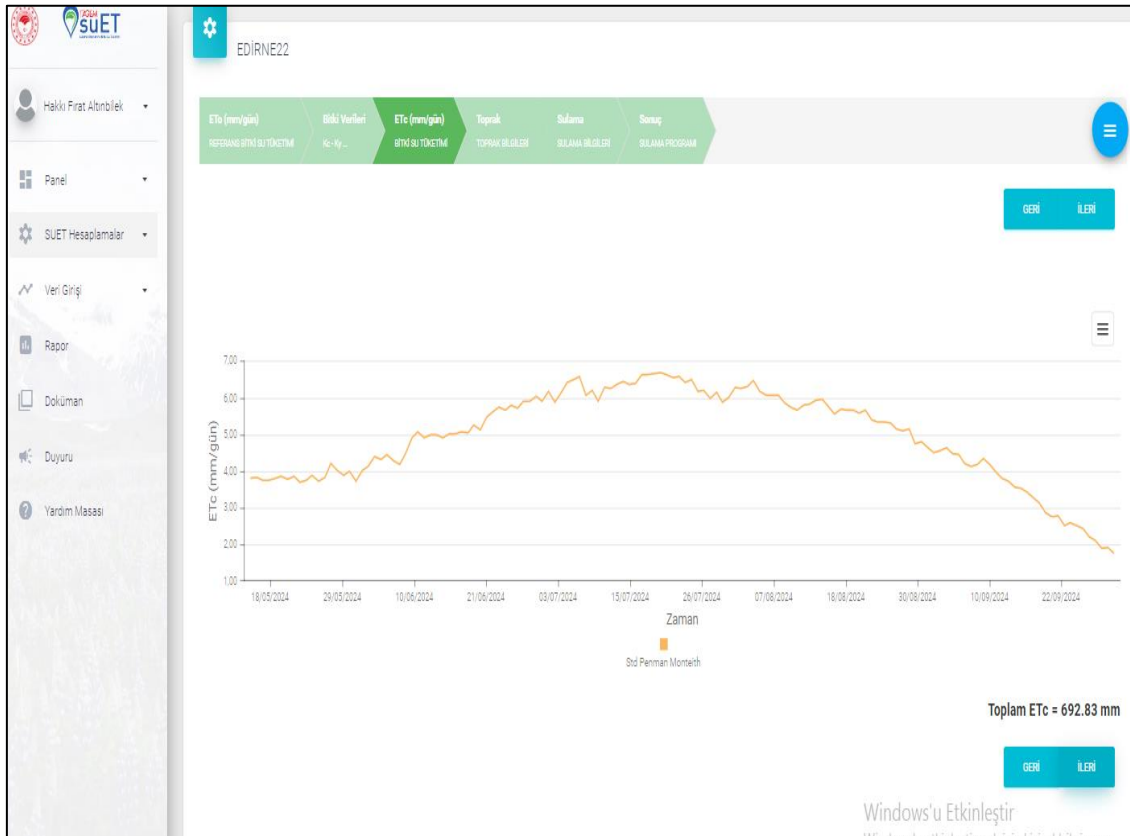 TAGEM
SuET
EDİRNE22
Hakkı Fırat Altınbilek
Panel
SUET Hesaplamalar
Veri Girişi
Rapor
Doküman
Duyuru
Yardım Masası
ETo (mm/gün)
REFERANS BİTKİ SU TÜKETİMİ
Bitki Verileri
Kc - Ky ...
ETc (mm/gün)
BİTKİ SU TÜKETİMİ
Toprak
TOPRAK BİLGİLERİ
Sulama
SULAMA BİLGİLERİ
Sonuç
SULAMA PROGRAMI
GERİ İLERİ
ETc (mm/gün)
7.00
6.00
5.00
4.00
3.00
2.00
1.00
18/05/2024 29/05/2024 10/06/2024 21/06/2024 03/07/2024 15/07/2024 26/07/2024 07/08/2024 18/08/2024 30/08/2024 10/09/2024 22/09/2024
Zaman
Std Penman Monteith
Toplam ETc = 692.83 mm
GERİ İLERİ
Windows'u Etkinleştir